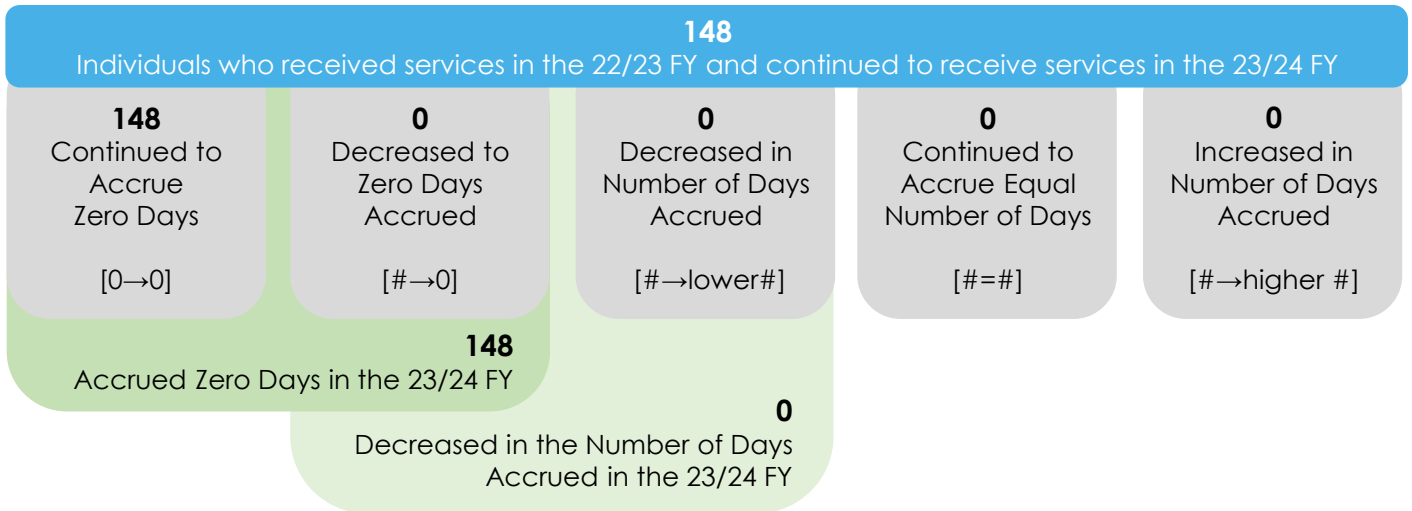 148
Individuals who received services in the 22/23 FY and continued to receive services in the 23/24 FY
148
Continued to
Accrue
Zero Days
[0→0]
0
Decreased to
Zero Days
Accrued
[#→0]
0
Decreased in
Number of Days
Accrued
[#→lower#]
0
Continued to
Accrue Equal
Number of Days
[#=#]
0
Increased in
Number of Days
Accrued
[#→higher #]
148
Accrued Zero Days in the 23/24 FY
0
Decreased in the Number of Days
Accrued in the 23/24 FY